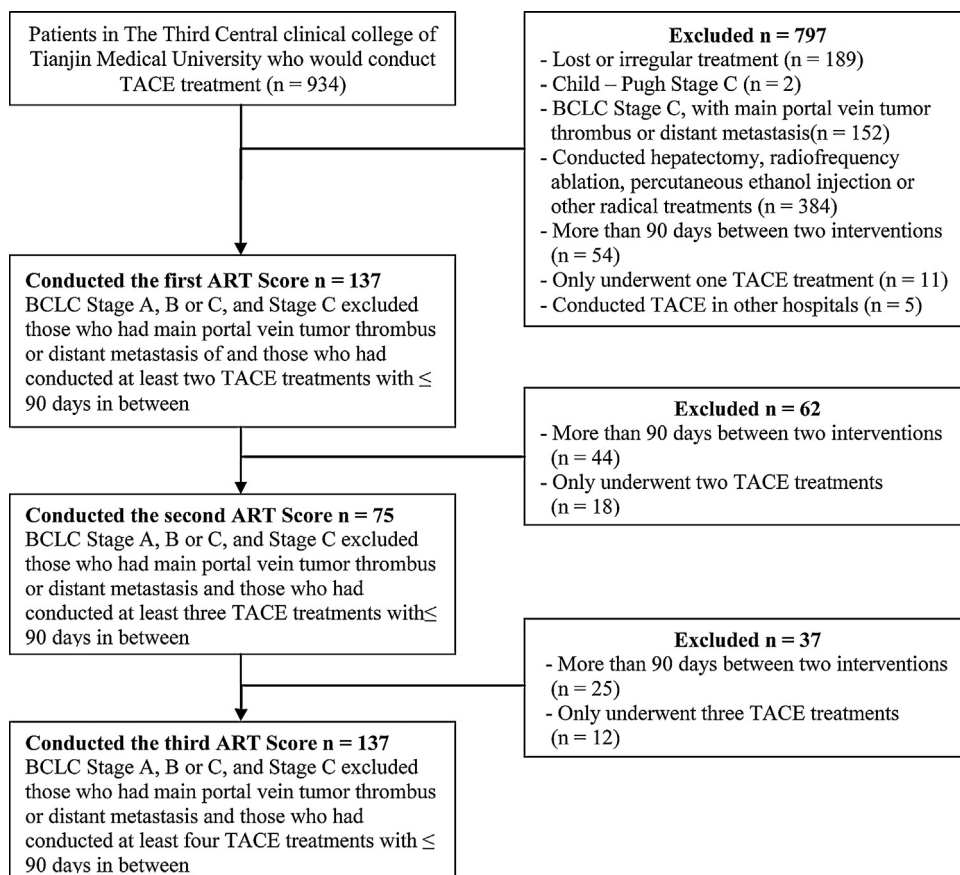 Patients in The Third Central clinical college of
Tianjin Medical University who would conduct
TACE treatment (n = 934)
Excluded n = 797
- Lost or irregular treatment (n = 189)
- Child – Pugh Stage C (n = 2)
- BCLC Stage C, with main portal vein tumor
thrombus or distant metastasis(n = 152)
- Conducted hepatectomy, radiofrequency
ablation, percutaneous ethanol injection or
other radical treatments (n = 384)
- More than 90 days between two interventions
(n = 54)
- Only underwent one TACE treatment (n = 11)
- Conducted TACE in other hospitals (n = 5)
Conducted the first ART Score n = 137
BCLC Stage A, B or C, and Stage C excluded
those who had main portal vein tumor thrombus
or distant metastasis of and those who had
conducted at least two TACE treatments with ≤
90 days in between
Excluded n = 62
- More than 90 days between two interventions
(n = 44)
- Only underwent two TACE treatments
(n = 18)
Conducted the second ART Score n = 75
BCLC Stage A, B or C, and Stage C excluded
those who had main portal vein tumor thrombus
or distant metastasis and those who had
conducted at least three TACE treatments with≤
90 days in between
Excluded n = 37
- More than 90 days between two interventions
(n = 25)
- Only underwent three TACE treatments
(n = 12)
Conducted the third ART Score n = 137
BCLC Stage A, B or C, and Stage C excluded
those who had main portal vein tumor thrombus
or distant metastasis and those who had
conducted at least four TACE treatments with ≤
90 days in between